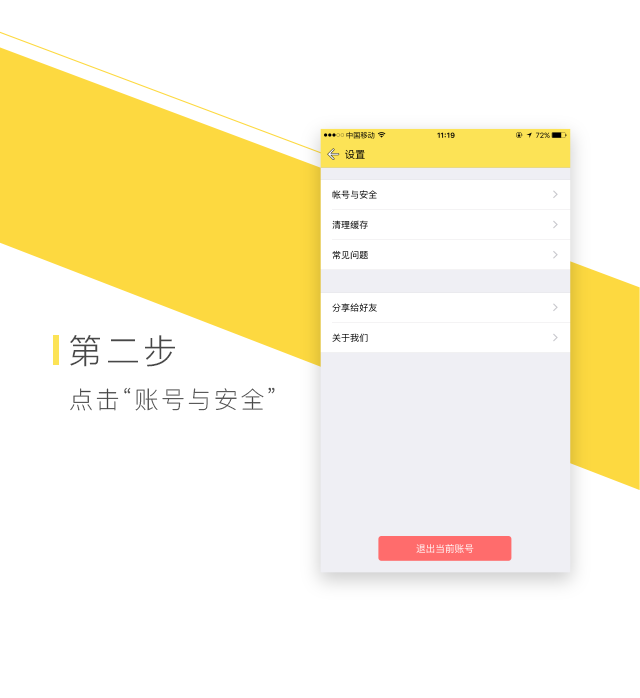 第二步
点击“账号与安全”
中国移动 11:19 72%
设置
帐号与安全
清理缓存
常见问题
分享给好友
关于我们
退出当前账号